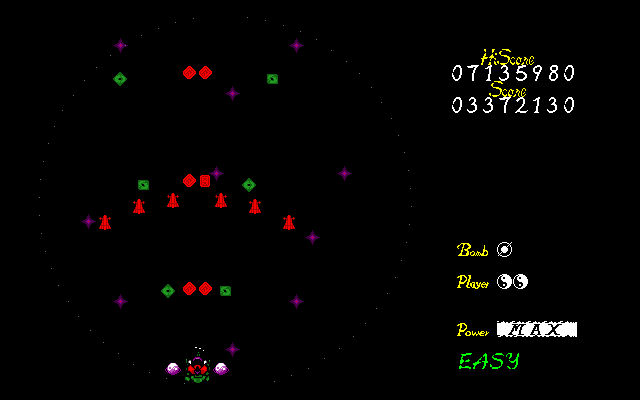 HiScore
07135980
Score
03372130
Bomb
Player
Power MAX
EASY